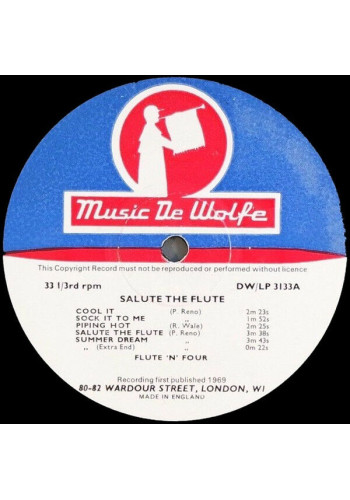 Music De Wolfe
This Copyright Record must not be reproduced or performed without licence
33 1/3rd rpm DW/LP 3133A
SALUTE THE FLUTE
COOL IT (P. Reno) 2m 23s
SOCK IT TO ME ,, 1m 52s
PIPING HOT (R. Wale) 2m 25s
SALUTE THE FLUTE (P. Reno) 3m 38s
SUMMER DREAM ,, 3m 43s
,, (Extra End) ,, 0m 22s
FLUTE 'N' FOUR
Recording first published 1969
80-82 WARDOUR STREET, LONDON, W1
MADE IN ENGLAND